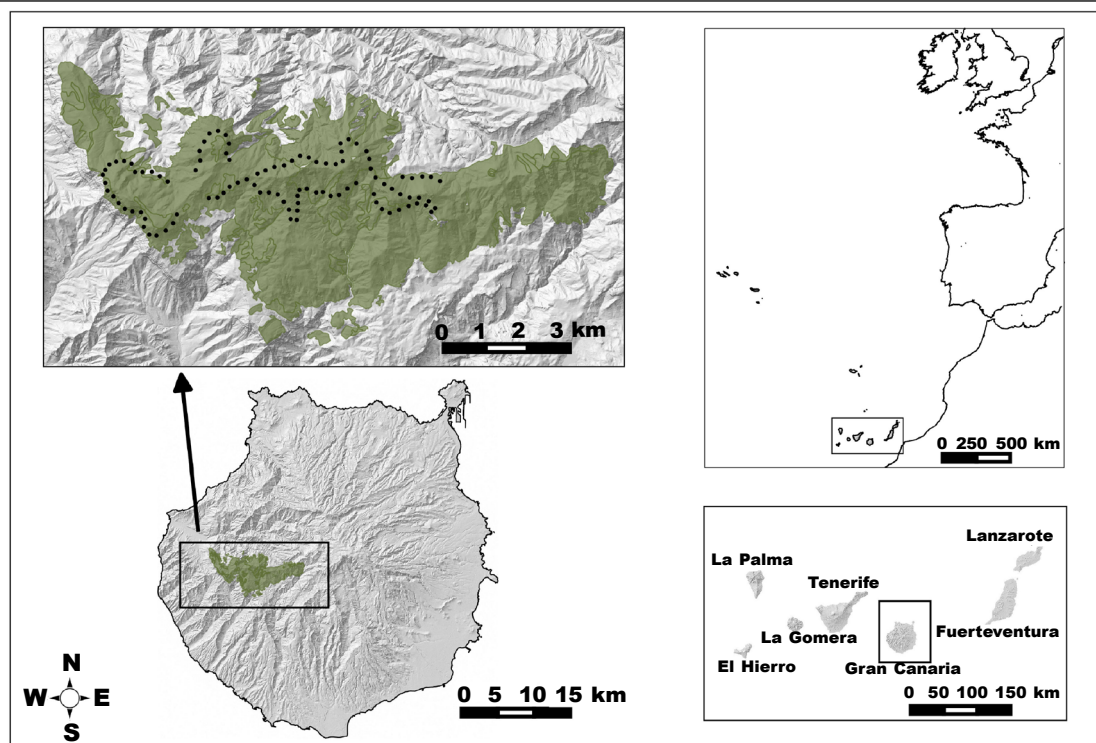 0 1 2 3 km
0 250 500 km
Lanzarote
La Palma
Tenerife
La Gomera
Fuerteventura
El Hierro
Gran Canaria
0 50 100 150 km
N
W E
S
0 5 10 15 km